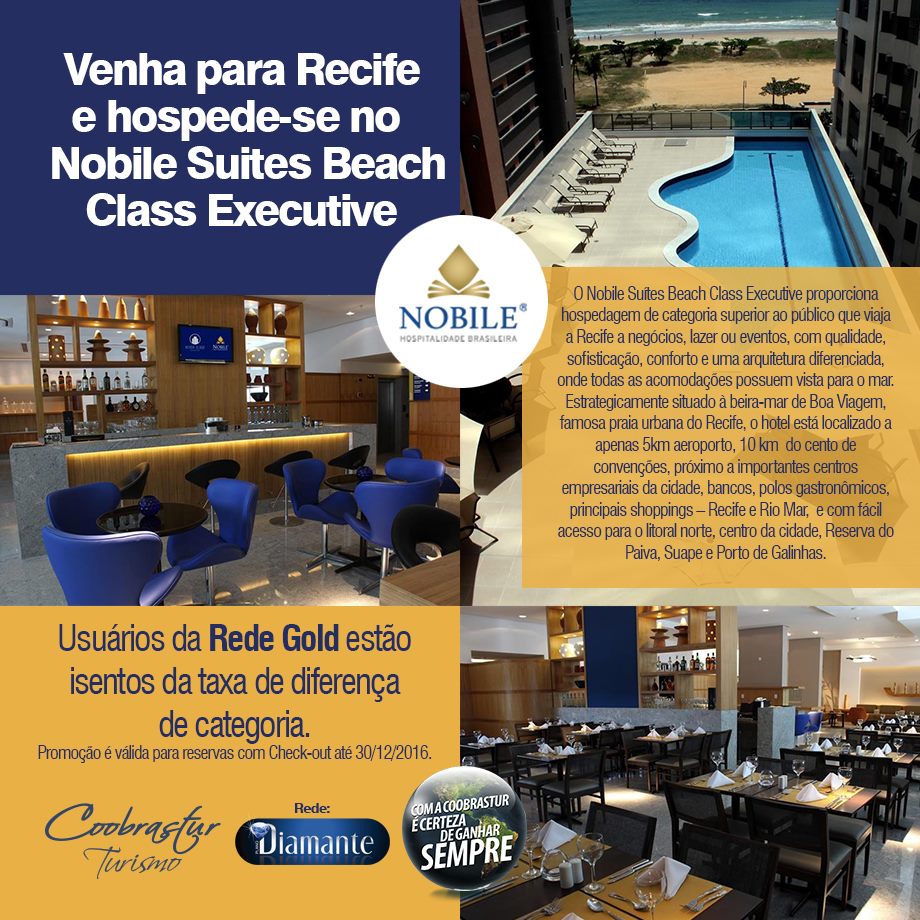 Venha para Recife
e hospede-se no
Nobile Suites Beach
Class Executive
NOBILE®
HOSPITALIDADE BRASILEIRA
O Nobile Suítes Beach Class Executive proporciona
hospedagem de categoria superior ao público que viaja
a Recife a negócios, lazer ou eventos, com qualidade,
sofisticação, conforto e uma arquitetura diferenciada,
onde todas as acomodações possuem vista para o mar.
Estrategicamente situado à beira-mar de Boa Viagem,
famosa praia urbana do Recife, o hotel está localizado a
apenas 5km aeroporto, 10 km do cento de
convenções, próximo a importantes centros
empresariais da cidade, bancos, polos gastronômicos,
principais shoppings – Recife e Rio Mar, e com fácil
acesso para o litoral norte, centro da cidade, Reserva do
Paiva, Suape e Porto de Galinhas.
Usuários da Rede Gold estão
isentos da taxa de diferença
de categoria.
Promoção é válida para reservas com Check-out até 30/12/2016.
Coobrastur
Turismo
Rede:
Diamante
COM A COOBRASTUR
É CERTEZA
DE GANHAR
SEMPRE